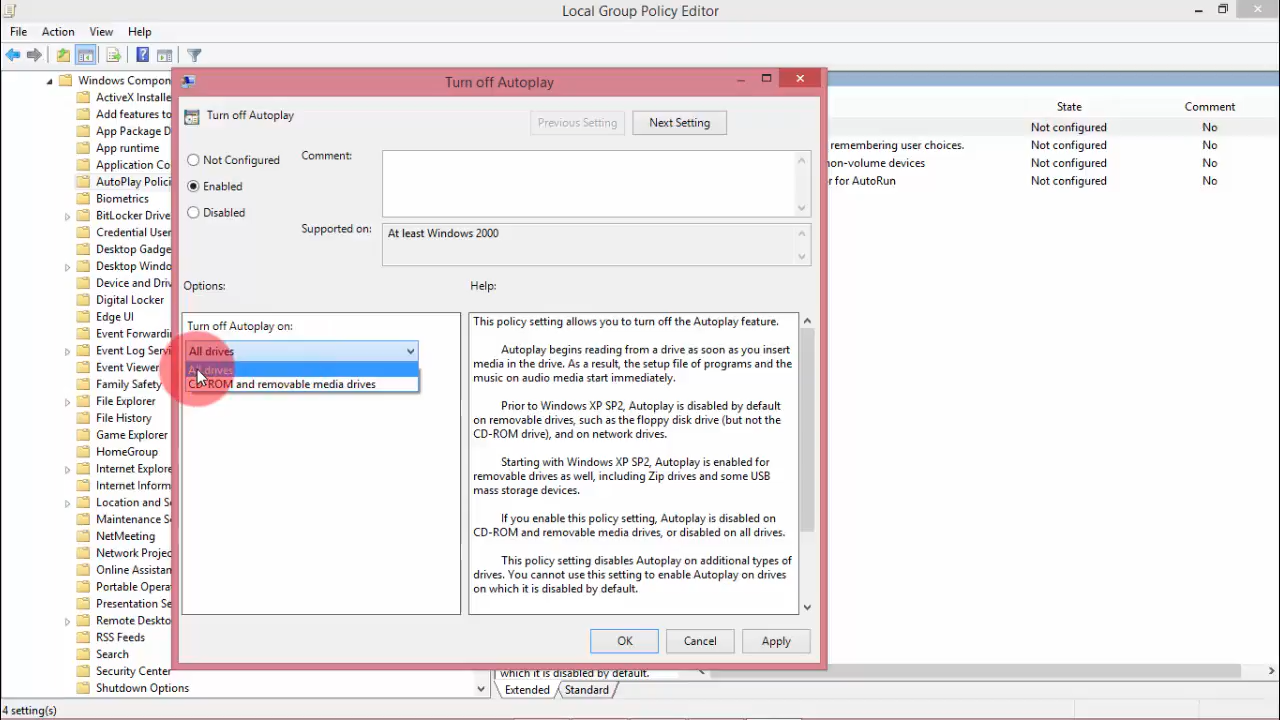 Local Group Policy Editor
File Action View Help
Windows Compon
ActiveX Installe
Add features to
App Package D
App runtime
Application Co
AutoPlay Polici
Biometrics
BitLocker Drive
Credential User
Desktop Gadge
Desktop Windo
Device and Driv
Digital Locker
Edge UI
Event Forwardin
Event Log Servi
Event Viewer
Family Safety
File Explorer
File History
Game Explorer
HomeGroup
Internet Explore
Internet Inform
Location and Se
Maintenance S
NetMeeting
Network Projec
Online Assistan
Portable Opera
Presentation Se
Remote Deskto
RSS Feeds
Search
Security Center
Shutdown Options
State Comment
Not configured No
remembering user choices. Not configured No
non-volume devices Not configured No
r for AutoRun Not configured No
Turn off Autoplay
Turn off Autoplay
Previous Setting Next Setting
Not Configured
Enabled
Disabled
Comment:
Supported on:
At least Windows 2000
Options:
Help:
Turn off Autoplay on:
All drives
All drives
CD-ROM and removable media drives
This policy setting allows you to turn off the Autoplay feature.
Autoplay begins reading from a drive as soon as you insert
media in the drive. As a result, the setup file of programs and the
music on audio media start immediately.
Prior to Windows XP SP2, Autoplay is disabled by default
on removable drives, such as the floppy disk drive (but not the
CD-ROM drive), and on network drives.
Starting with Windows XP SP2, Autoplay is enabled for
removable drives as well, including Zip drives and some USB
mass storage devices.
If you enable this policy setting, Autoplay is disabled on
CD-ROM and removable media drives, or disabled on all drives.
This policy setting disables Autoplay on additional types of
drives. You cannot use this setting to enable Autoplay on drives
on which it is disabled by default.
OK Cancel Apply
which it is disabled by default.
Extended Standard
4 setting(s)